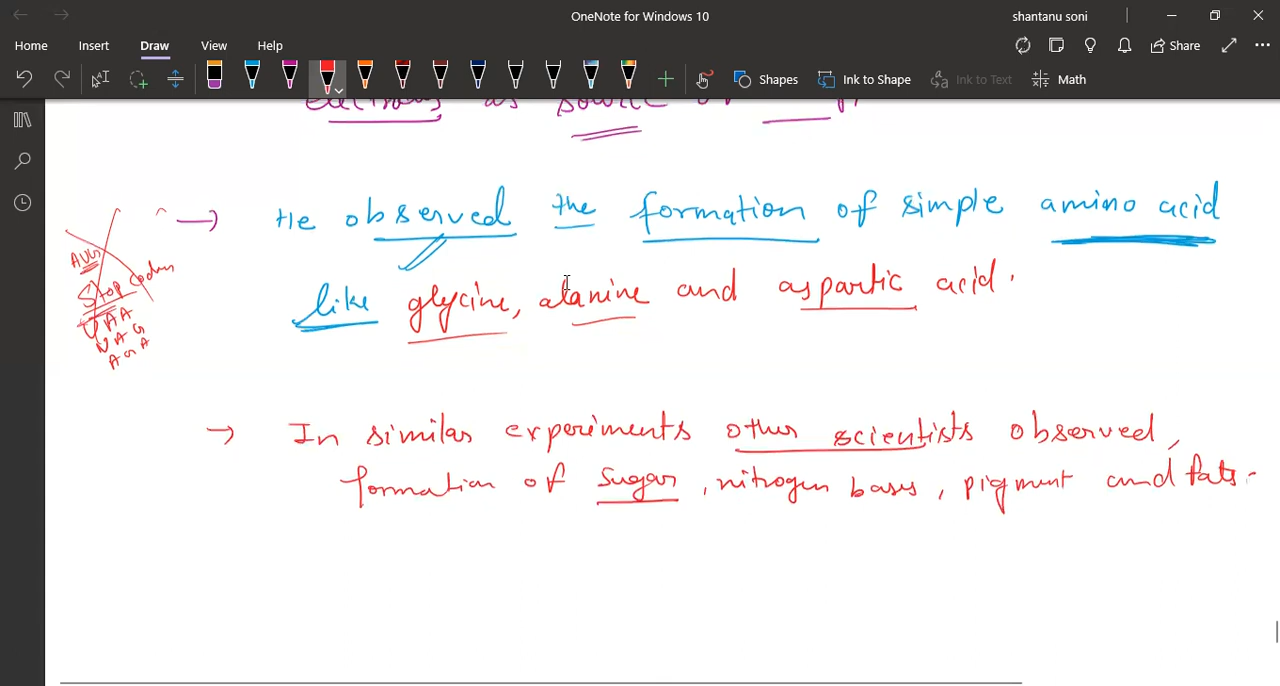 OneNote for Windows 10
shantanu soni
Home Insert Draw View Help
Share
Shapes Ink to Shape Ink to Text Math
as source
→ He observed the formation of simple amino acid
like glycine, alanine and aspartic acid.
AUG
Stop codon
UAA
UAG
→ In similar experiments other scientists observed,
formation of sugar, nitrogen bases, pigment and fats.